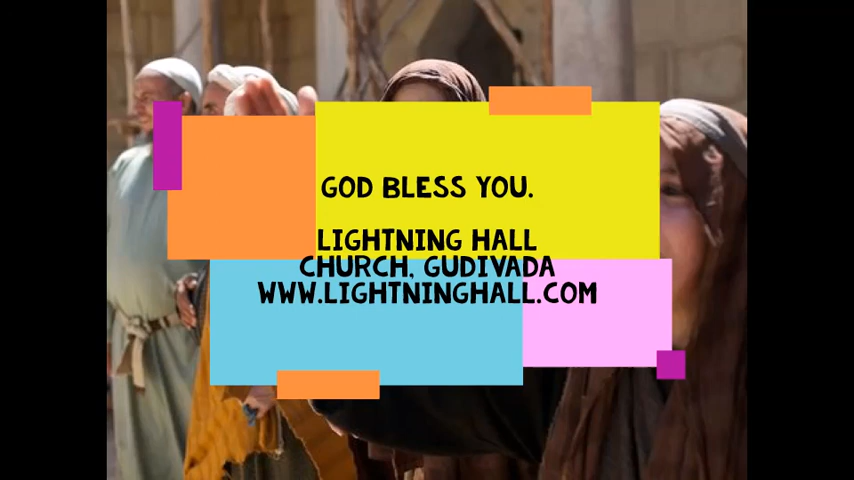 GOD BLESS YOU.
LIGHTNING HALL
CHURCH, GUDIVADA
WWW.LIGHTNINGHALL.COM